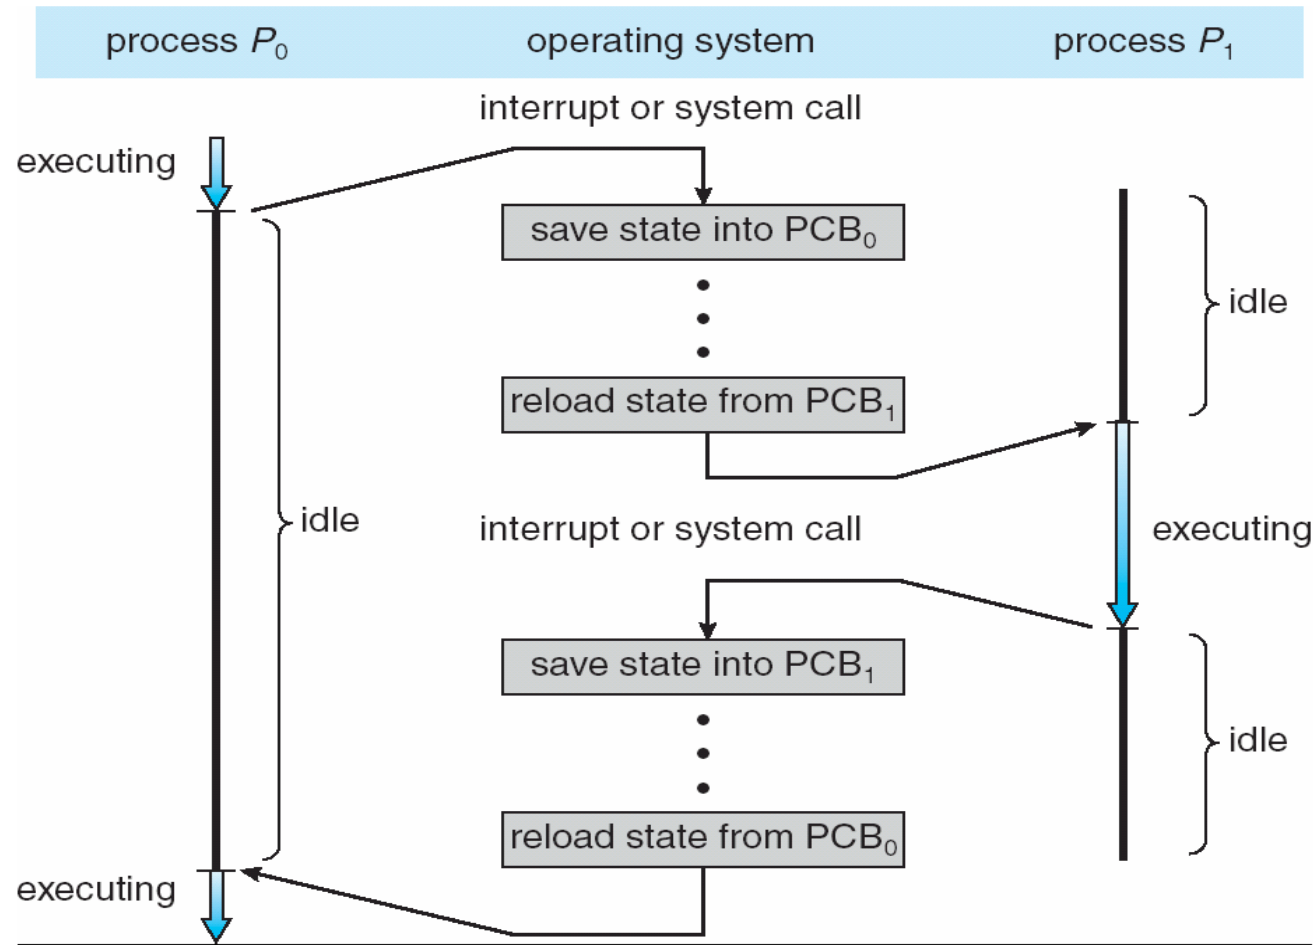 process P₀
operating system
process P₁
interrupt or system call
executing
save state into PCB₀
idle
reload state from PCB₁
idle
interrupt or system call
executing
save state into PCB₁
idle
reload state from PCB₀
executing